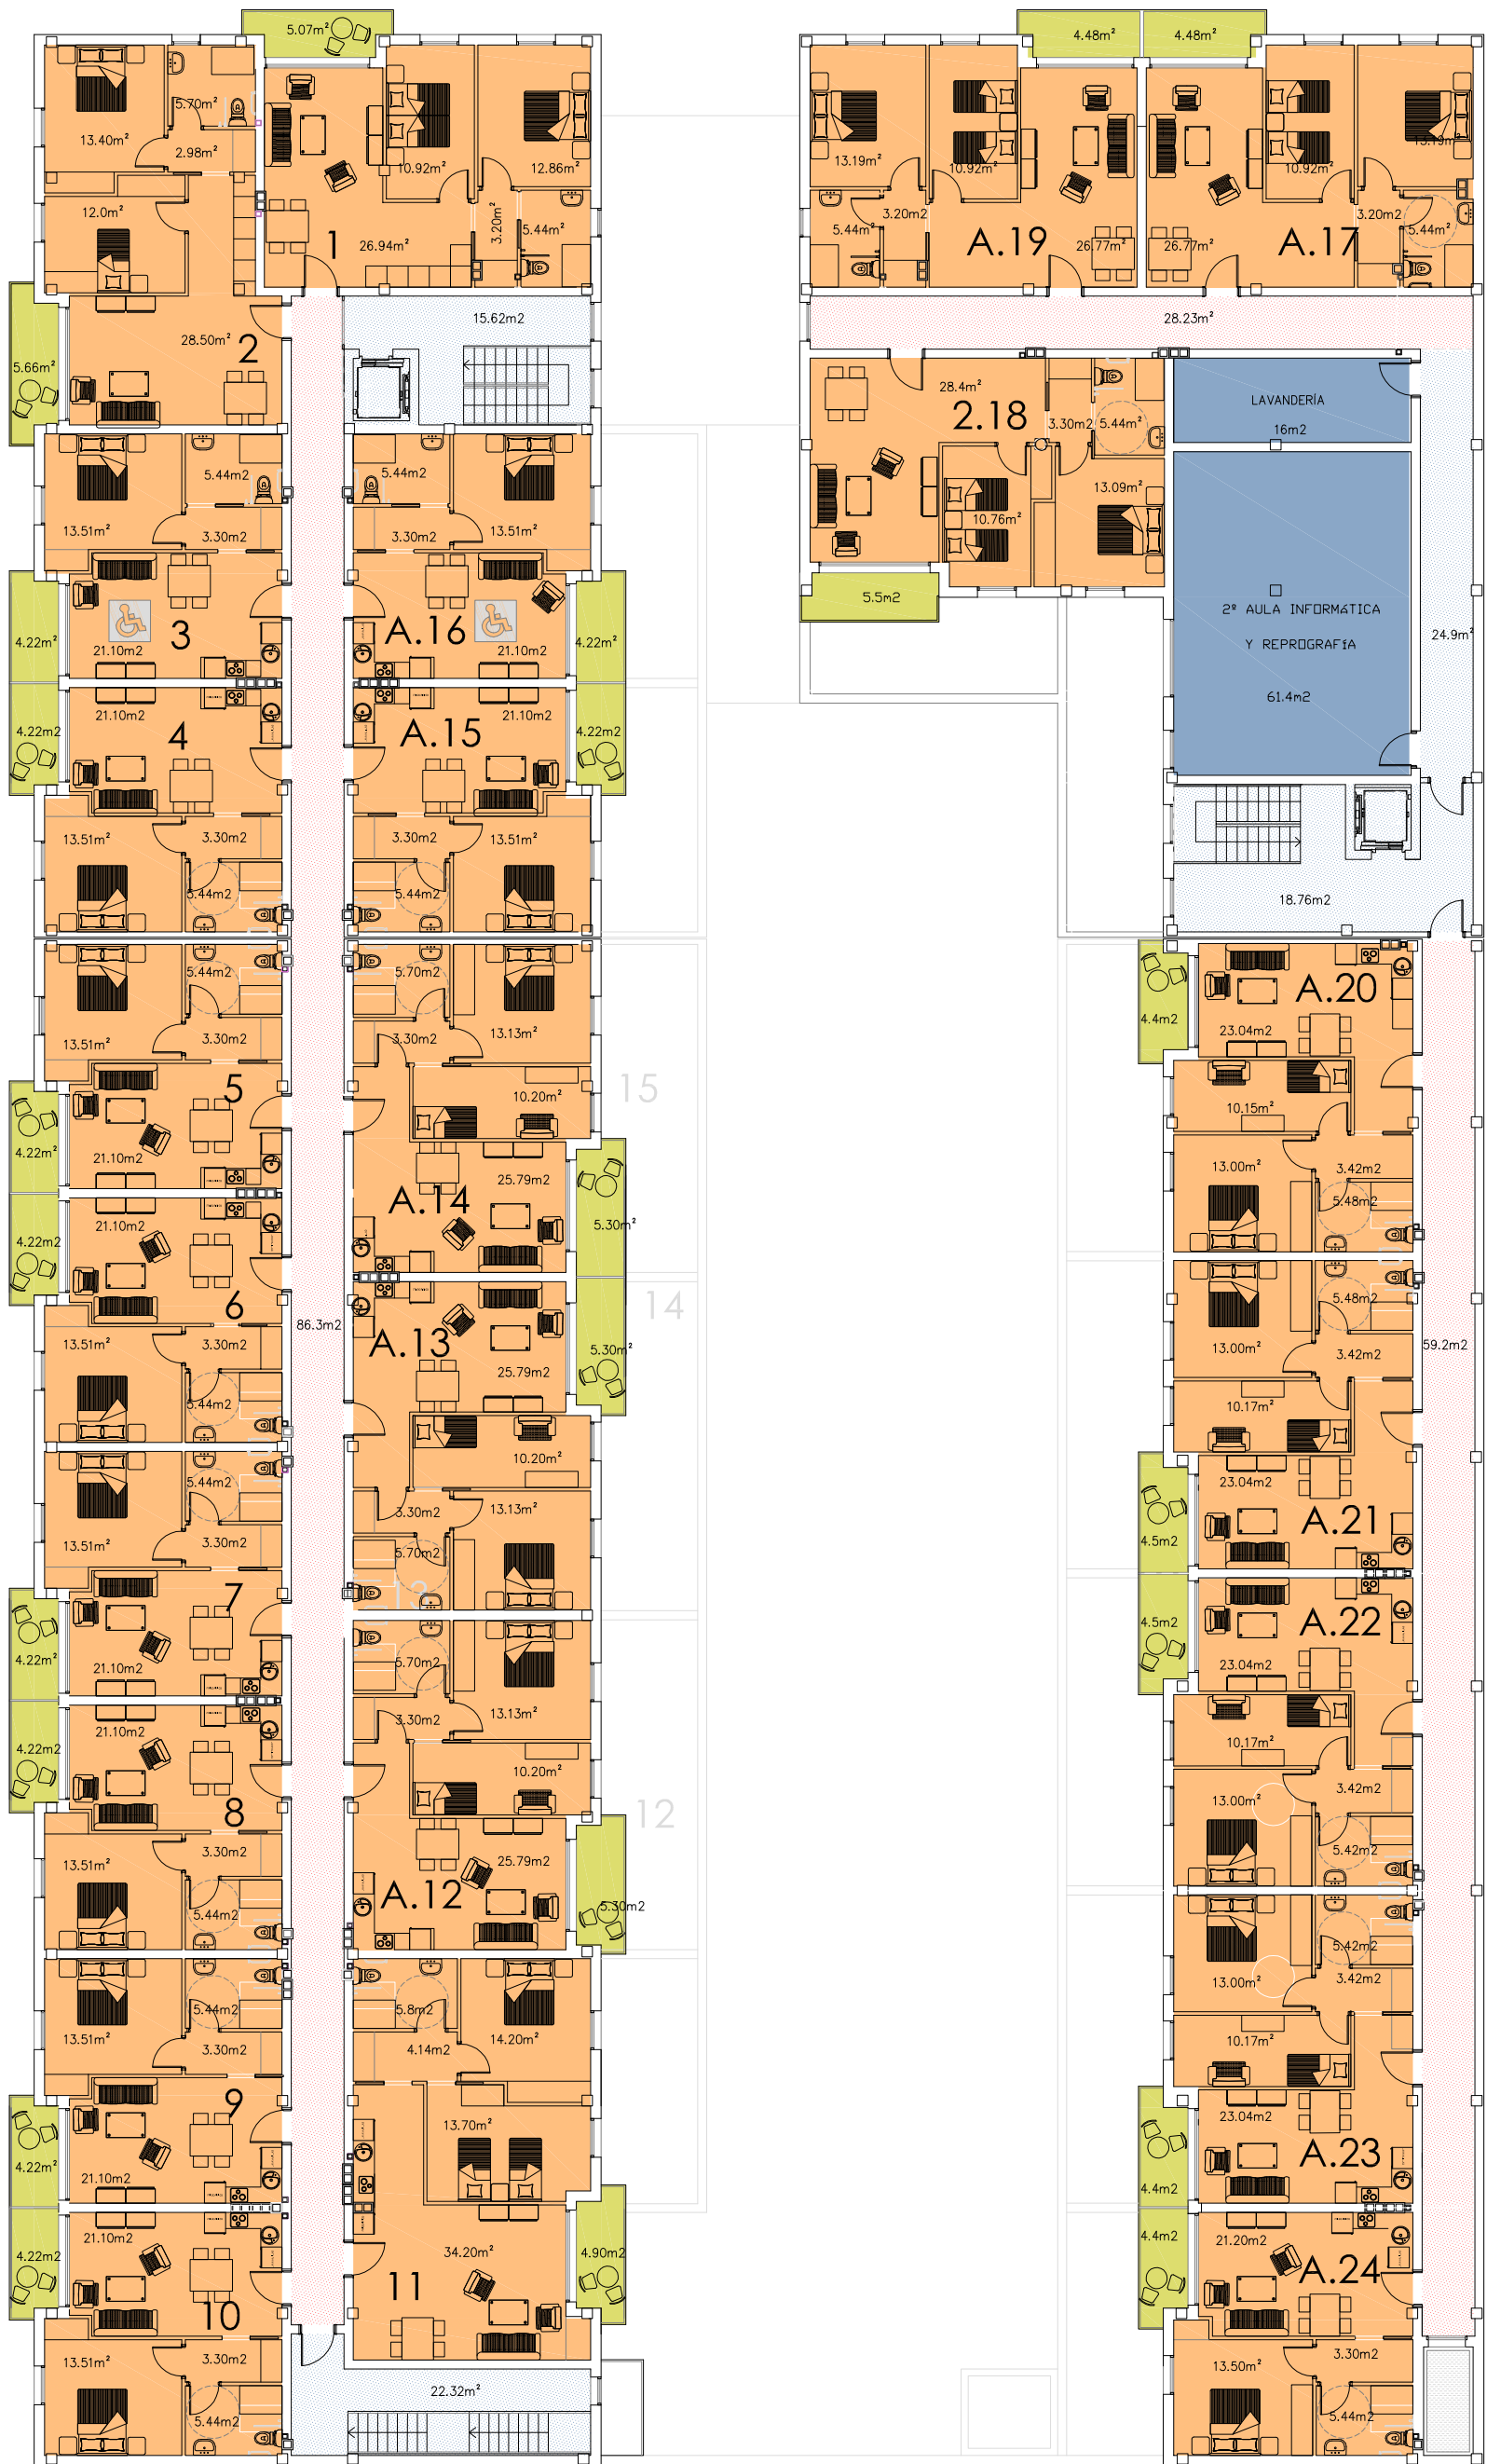 5.07m²
5.70m²
13.40m²
2.98m²
10.92m²
12.86m²
12.0m²
3.20m²
5.44m²
1
26.94m²
15.62m2
28.50m²
2
5.66m²
5.44m2
5.44m2
13.51m²
3.30m2
3.30m2
13.51m²
3
A.16
4.22m²
21.10m2
21.10m2
4.22m²
21.10m2
21.10m2
4
A.15
4.22m2
4.22m2
13.51m²
3.30m2
3.30m2
13.51m²
5.44m2
5.44m2
5.44m2
5.70m2
13.51m²
3.30m2
3.30m2
13.13m²
5
15
10.20m²
4.22m²
21.10m2
25.79m2
A.14
4.22m2
21.10m2
5.30m²
6
14
86.3m2
A.13
5.30m²
13.51m²
3.30m2
25.79m2
5.44m2
10.20m²
5.44m2
13.51m²
3.30m2
3.30m2
13.13m²
5.70m2
13
7
4.22m²
21.10m2
5.70m2
21.10m2
3.30m2
13.13m²
4.22m2
8
10.20m²
12
13.51m²
3.30m2
25.79m2
A.12
5.44m2
5.30m2
5.44m2
5.8m2
13.51m²
3.30m2
4.14m2
14.20m²
9
13.70m2
4.22m²
21.10m2
21.10m2
4.22m2
34.20m²
4.90m2
10
11
13.51m²
3.30m2
22.32m²
5.44m2
4.48m²
4.48m²
13.19m²
10.92m²
10.92m²
13.19m²
5.44m²
3.20m2
A.19
26.77m²
26.77m²
A.17
3.20m2
5.44m²
28.23m²
28.4m²
2.18
3.30m2
5.44m²
LAVANDERÍA
16m2
13.09m²
10.76m²
5.5m2
2º AULA INFORMáTICA
Y REPROGRAFíA
61.4m2
24.9m²
18.76m2
A.20
4.4m2
23.04m2
10.15m²
13.00m²
3.42m2
5.48m2
5.48m2
13.00m²
3.42m2
59.2m2
10.17m²
23.04m2
A.21
4.5m2
4.5m2
A.22
23.04m2
10.17m²
3.42m2
13.00m²
5.42m2
5.42m2
13.00m²
3.42m2
10.17m²
23.04m2
A.23
4.4m2
4.4m2
21.20m2
A.24
3.30m2
13.50m²
5.44m2